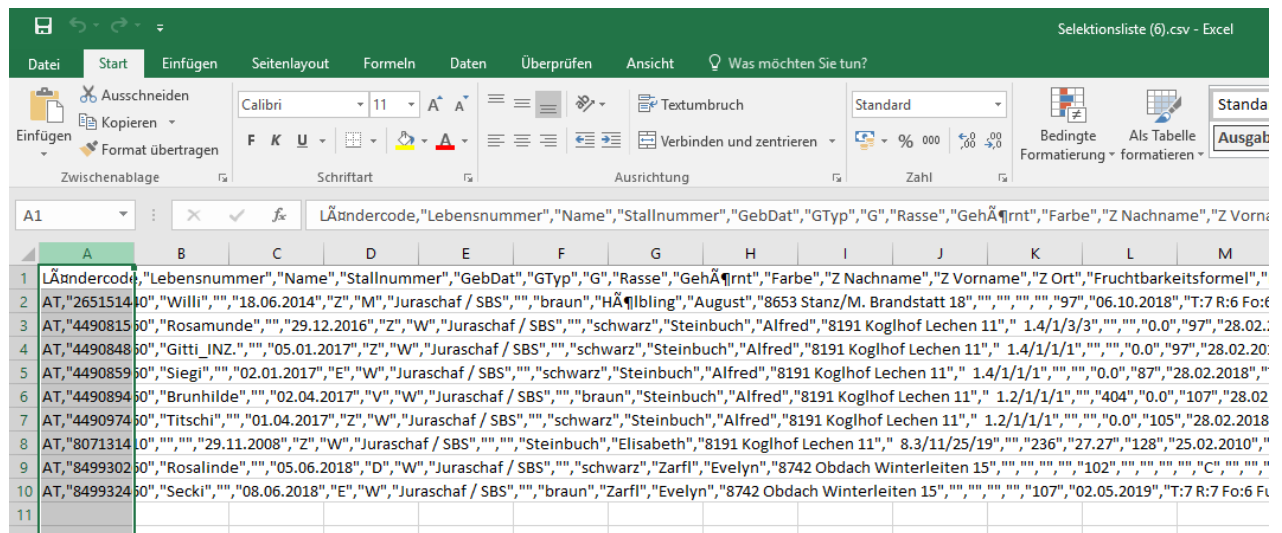 Selektionsliste (6).csv - Excel
Datei Start Einfügen Seitenlayout Formeln Daten Überprüfen Ansicht Was möchten Sie tun?
Einfügen
Ausschneiden
Kopieren
Format übertragen
Zwischenablage
Calibri 11
F K U
Schriftart
Textumbruch
Verbinden und zentrieren
Ausrichtung
Standard
% 000
Zahl
Bedingte Formatierung
Als Tabelle formatieren
Standa
Ausgab
A1 fx LÃ¤ndercode,"Lebensnummer","Name","Stallnummer","GebDat","GTyp","G","Rasse","GehÃ¶rnt","Farbe","Z Nachname","Z Vorna
A B C D E F G H I J K L M
1 LÃ¤ndercode,"Lebensnummer","Name","Stallnummer","GebDat","GTyp","G","Rasse","GehÃ¶rnt","Farbe","Z Nachname","Z Vorname","Z Ort","Fruchtbarkeitsformel","
2 AT,"265151440","Willi","","18.06.2014","Z","M","Juraschaf / SBS","","braun","HÃ¶lbling","August","8653 Stanz/M. Brandstatt 18","","","","","97","06.10.2018","T:7 R:6 Fo:6
3 AT,"449081560","Rosamunde","","29.12.2016","Z","W","Juraschaf / SBS","","schwarz","Steinbuch","Alfred","8191 Koglhof Lechen 11"," 1.4/1/3/3","","","0.0","97","28.02.
4 AT,"449084860","Gitti_INZ.","","05.01.2017","Z","W","Juraschaf / SBS","","schwarz","Steinbuch","Alfred","8191 Koglhof Lechen 11"," 1.4/1/1/1","","","0.0","97","28.02.20
5 AT,"449085960","Siegi","","02.01.2017","E","W","Juraschaf / SBS","","schwarz","Steinbuch","Alfred","8191 Koglhof Lechen 11"," 1.4/1/1/1","","","0.0","87","28.02.2018","
6 AT,"449089460","Brunhilde","","02.04.2017","V","W","Juraschaf / SBS","","braun","Steinbuch","Alfred","8191 Koglhof Lechen 11"," 1.2/1/1/1","","404","0.0","107","28.02
7 AT,"449097460","Titschi","","01.04.2017","Z","W","Juraschaf / SBS","","schwarz","Steinbuch","Alfred","8191 Koglhof Lechen 11"," 1.2/1/1/1","","","0.0","105","28.02.2018
8 AT,"807131410","","","29.11.2008","Z","W","Juraschaf / SBS","","","Steinbuch","Elisabeth","8191 Koglhof Lechen 11"," 8.3/11/25/19","","236","27.27","128","25.02.2010","
9 AT,"849930260","Rosalinde","","05.06.2018","D","W","Juraschaf / SBS","","schwarz","Zarfl","Evelyn","8742 Obdach Winterleiten 15","","","","","102","","","","","C","","","
10 AT,"849932460","Secki","","08.06.2018","E","W","Juraschaf / SBS","","braun","Zarfl","Evelyn","8742 Obdach Winterleiten 15","","","","","107","02.05.2019","T:7 R:7 Fo:6 Fu
11